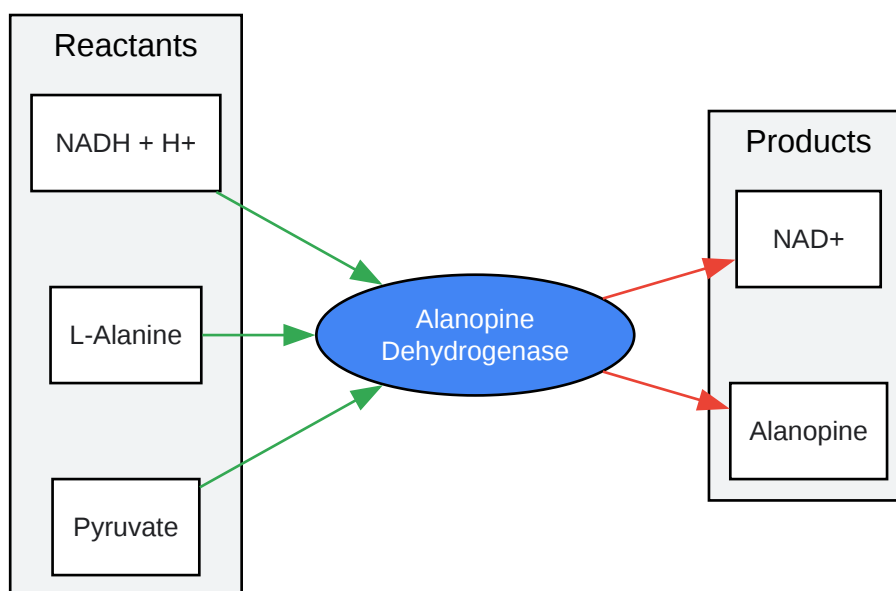 Reactants
NADH + H+
L-Alanine
Pyruvate
Alanopine
Dehydrogenase
Products
NAD+
Alanopine